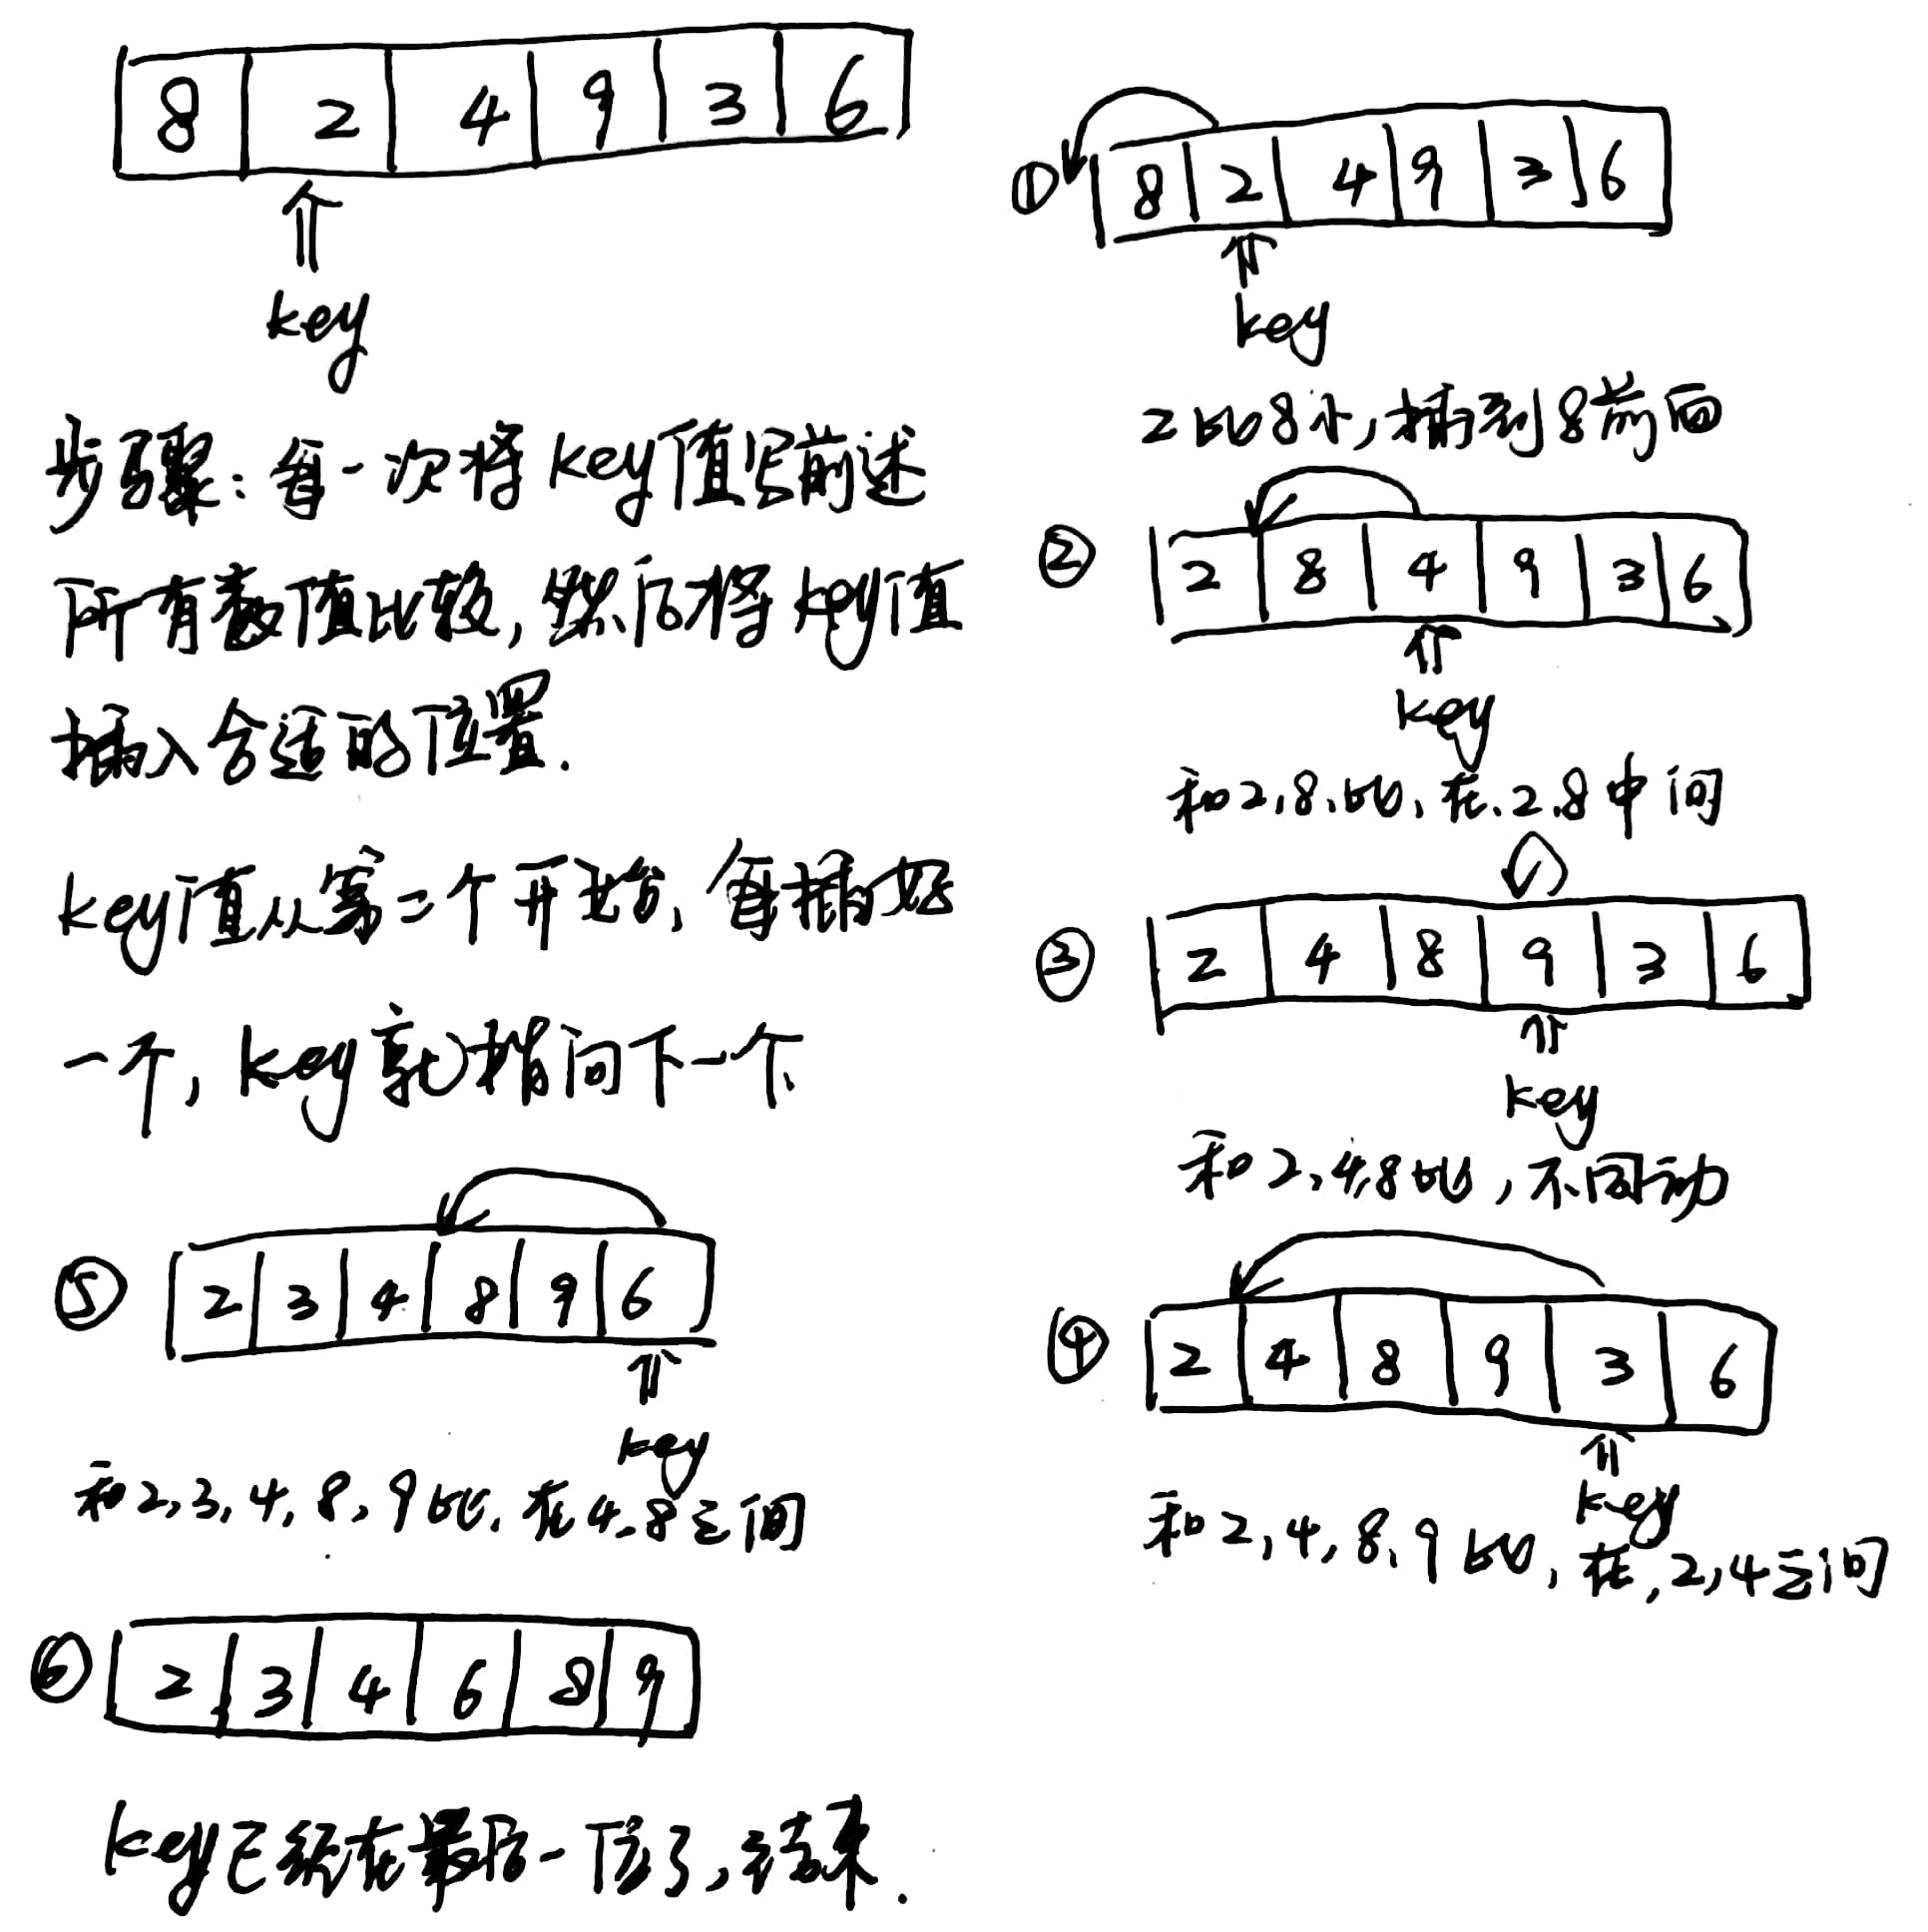 8 2 4 9 3 6
key
步骤:每一次将key值与前述
所有数值比较,然后将key值
插入合适的位置.
key值从第二个开始,每插好
一个,key就指向下一个.
① 8 2 4 9 3 6
key
2比8小,插到8前面
② 2 8 4 9 3 6
key
和2,8,比,在.2.8中间
③ 2 4 8 9 3 6
key
和2,4,8比,不同动
④ 2 4 8 9 3 6
key
和2,4,8,9比,在,2,4之间
⑤ 2 3 4 8 9 6
key
和2,3,4,8,9比.在4.8之间
⑥ 2 3 4 6 8 9
key已经在最后一位了,结束.